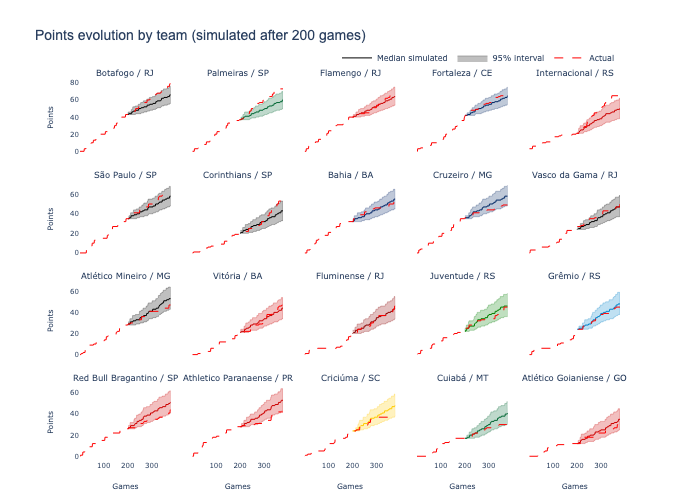 Points evolution by team (simulated after 200 games)
Median simulated 95% interval Actual
Botafogo / RJ Palmeiras / SP Flamengo / RJ Fortaleza / CE Internacional / RS
80
60
40
20
0
Points
São Paulo / SP Corinthians / SP Bahia / BA Cruzeiro / MG Vasco da Gama / RJ
60
40
20
0
Points
Atlético Mineiro / MG Vitória / BA Fluminense / RJ Juventude / RS Grêmio / RS
60
40
20
0
Points
Red Bull Bragantino / SP Athletico Paranaense / PR Criciúma / SC Cuiabá / MT Atlético Goianiense / GO
60
40
20
0
Points
100 200 300 100 200 300 100 200 300 100 200 300 100 200 300
Games Games Games Games Games